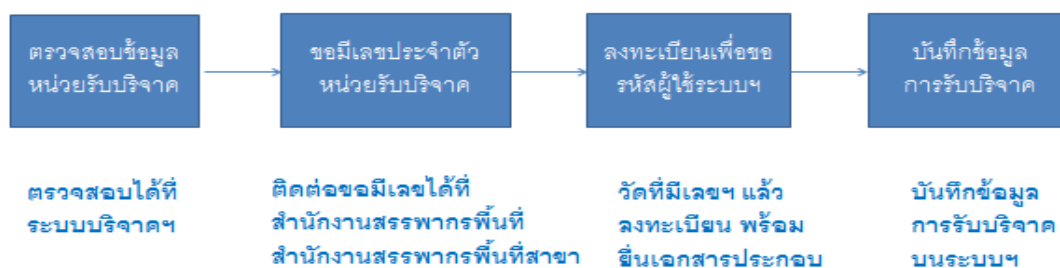 ตรวจสอบข้อมูล
หน่วยรับบริจาค
ขอมีเลขประจำตัว
หน่วยรับบริจาค
ลงทะเบียนเพื่อขอ
รหัสผู้ใช้ระบบฯ
บันทึกข้อมูล
การรับบริจาค
ตรวจสอบได้ที่
ระบบบริจาคฯ
ติดต่อขอมีเลขได้ที่
สำนักงานสรรพากรพื้นที่
สำนักงานสรรพากรพื้นที่สาขา
วัดที่มีเลขฯ แล้ว
ลงทะเบียน พร้อม
ยื่นเอกสารประกอบ
บันทึกข้อมูล
การรับบริจาค
บนระบบฯ